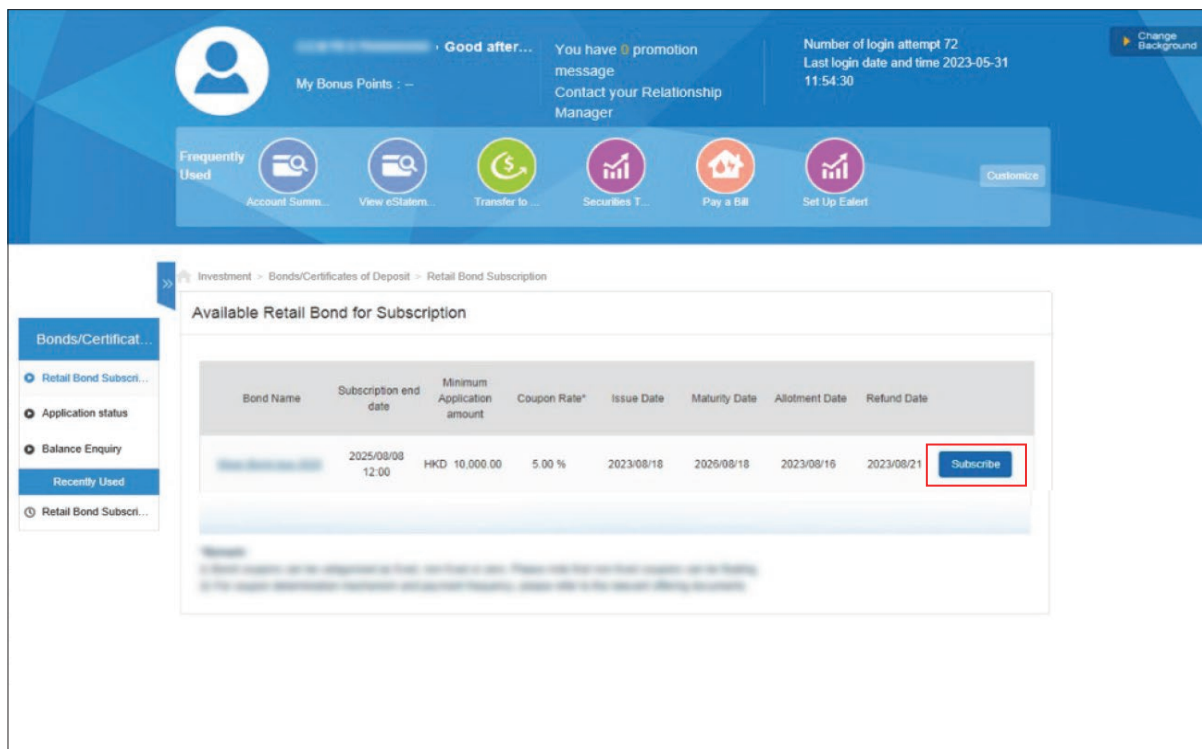 , Good after...
My Bonus Points : --
You have 0 promotion
message
Contact your Relationship
Manager
Number of login attempt 72
Last login date and time 2023-05-31
11:54:30
Change
Background
Frequently
Used
Account Summ...
View eStatem...
Transfer to ...
Securities T...
Pay a Bill
Set Up Ealert
Customize
Investment > Bonds/Certificates of Deposit > Retail Bond Subscription
Available Retail Bond for Subscription
Bonds/Certificat...
Retail Bond Subscri...
Application status
Balance Enquiry
Recently Used
Retail Bond Subscri...
Bond Name
Subscription end
date
Minimum
Application
amount
Coupon Rate*
Issue Date
Maturity Date
Allotment Date
Refund Date
2025/08/08
12:00
HKD 10,000.00
5.00 %
2023/08/18
2026/08/18
2023/08/16
2023/08/21
Subscribe